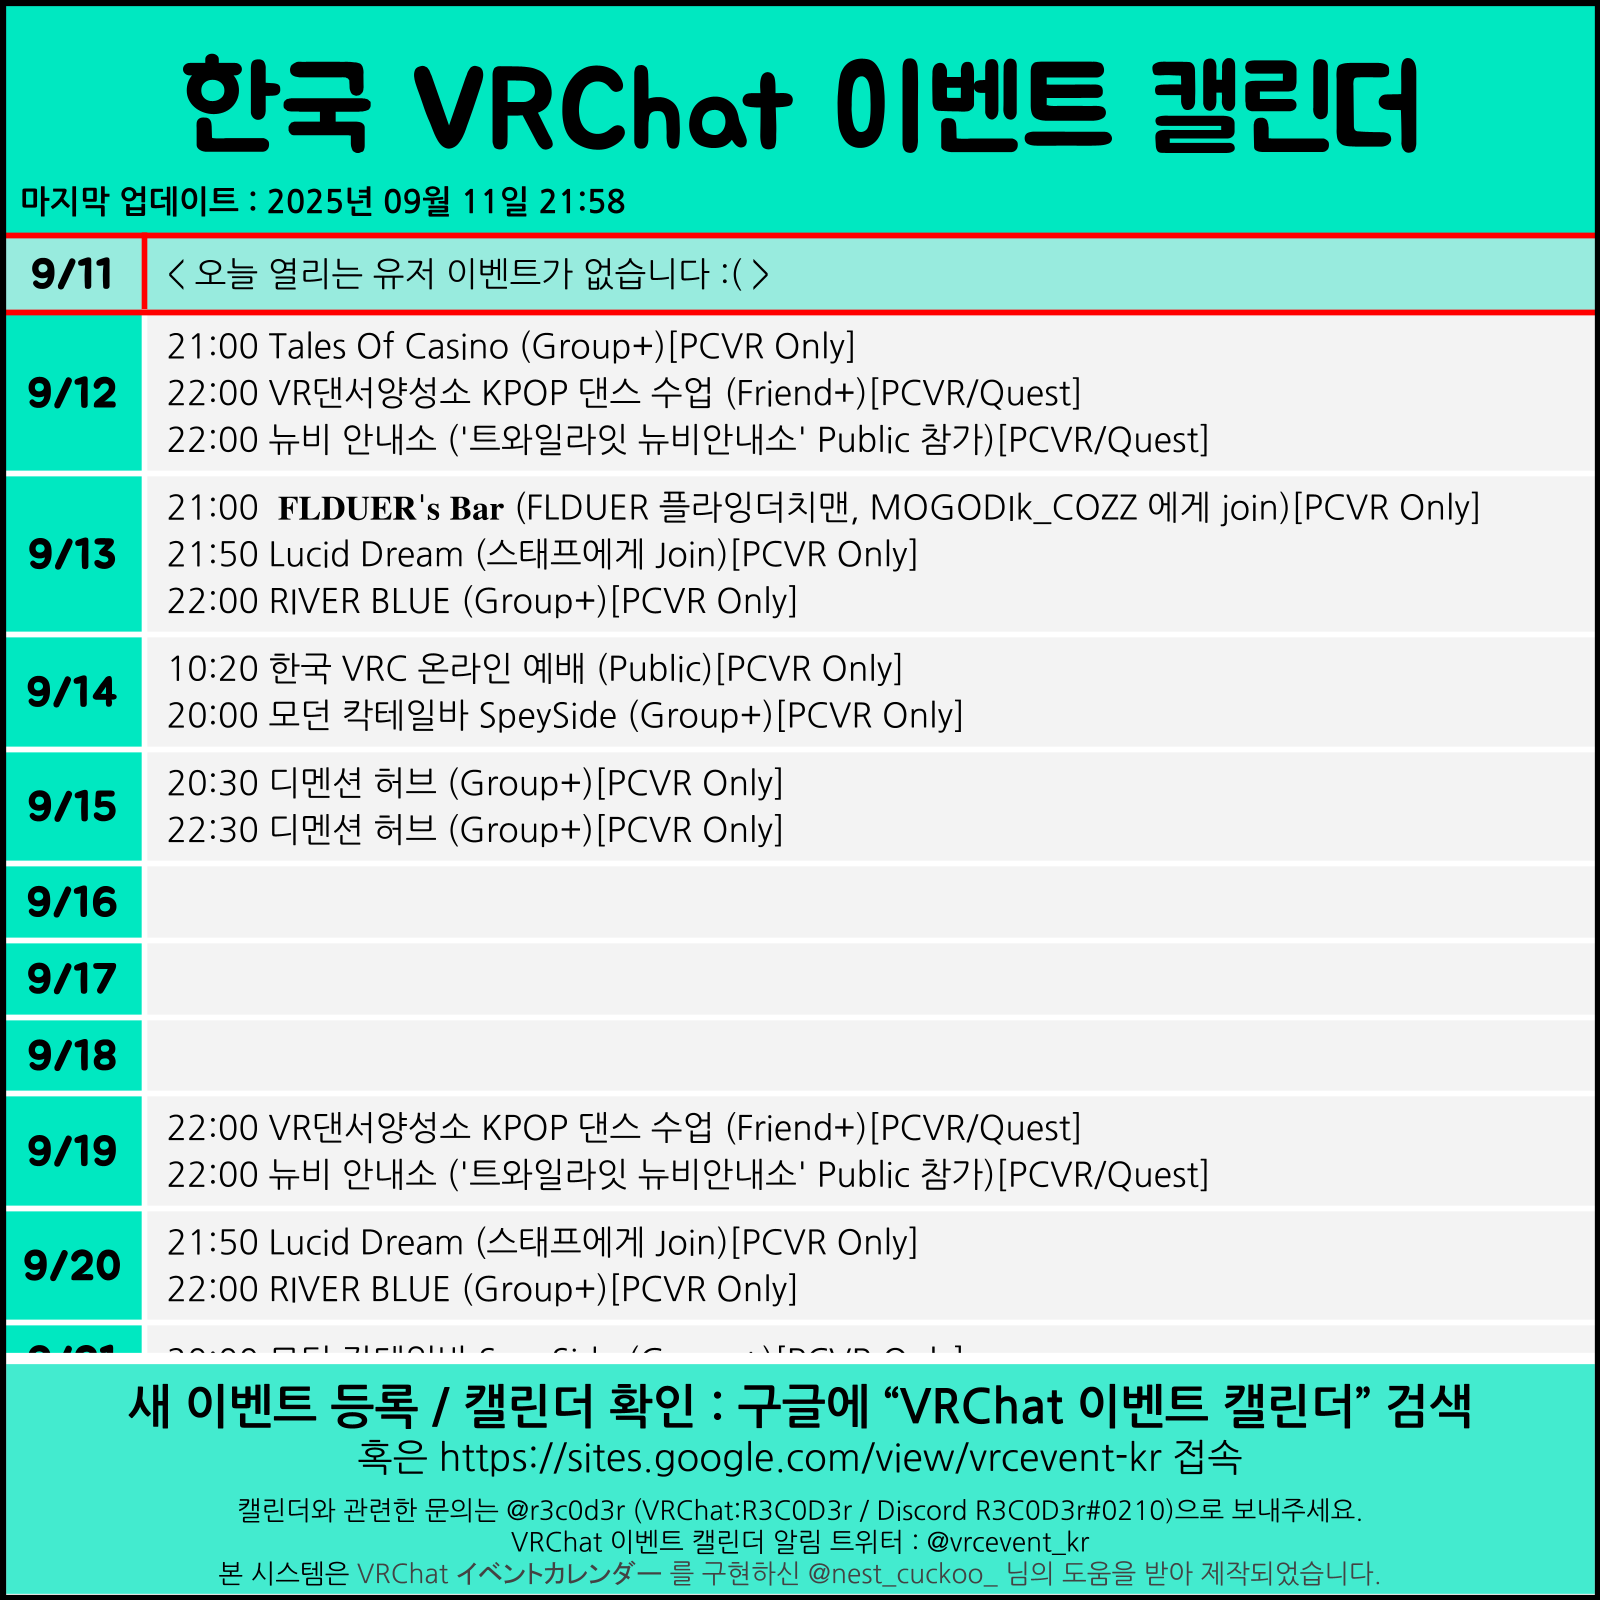 한국 VRChat 이벤트 캘린더
마지막 업데이트 : 2025년 09월 11일 21:58
9/11 < 오늘 열리는 유저 이벤트가 없습니다 :( >
9/12
21:00 Tales Of Casino (Group+)[PCVR Only]
22:00 VR댄서양성소 KPOP 댄스 수업 (Friend+)[PCVR/Quest]
22:00 뉴비 안내소 ('트와일라잇 뉴비안내소' Public 참가)[PCVR/Quest]
9/13
21:00 𝐅𝐋𝐃𝐔𝐄𝐑'𝐬 𝐁𝐚𝐫 (FLDUER 플라잉더치맨, MOGODIk_COZZ 에게 join)[PCVR Only]
21:50 Lucid Dream (스태프에게 Join)[PCVR Only]
22:00 RIVER BLUE (Group+)[PCVR Only]
9/14
10:20 한국 VRC 온라인 예배 (Public)[PCVR Only]
20:00 모던 칵테일바 SpeySide (Group+)[PCVR Only]
9/15
20:30 디멘션 허브 (Group+)[PCVR Only]
22:30 디멘션 허브 (Group+)[PCVR Only]
9/16
9/17
9/18
9/19
22:00 VR댄서양성소 KPOP 댄스 수업 (Friend+)[PCVR/Quest]
22:00 뉴비 안내소 ('트와일라잇 뉴비안내소' Public 참가)[PCVR/Quest]
9/20
21:50 Lucid Dream (스태프에게 Join)[PCVR Only]
22:00 RIVER BLUE (Group+)[PCVR Only]
9/21 20:00 모던 칵테일바 SpeySide (Group+)[PCVR Only]
새 이벤트 등록 / 캘린더 확인 : 구글에 “VRChat 이벤트 캘린더” 검색
혹은 https://sites.google.com/view/vrcevent-kr 접속
캘린더와 관련한 문의는 @r3c0d3r (VRChat:R3C0D3r / Discord R3C0D3r#0210)으로 보내주세요.
VRChat 이벤트 캘린더 알림 트위터 : @vrcevent_kr
본 시스템은 VRChat イベントカレンダー 를 구현하신 @nest_cuckoo_ 님의 도움을 받아 제작되었습니다.